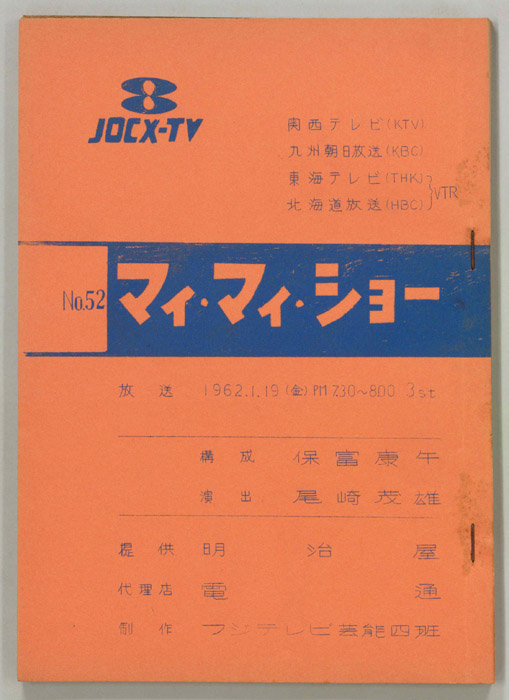 JOCX-TV
関西テレビ(KTV)
九州朝日放送(KBC)
東海テレビ(THK)
北海道放送(HBC)
VTR
No.52
マイ・マイ・ショー
放送 1962.1.19(金)PM 7.30〜8.00 3st
構成 保富康午
演出 尾崎茂雄
提供 明治屋
代理店 電通
制作 フジテレビ芸能四班